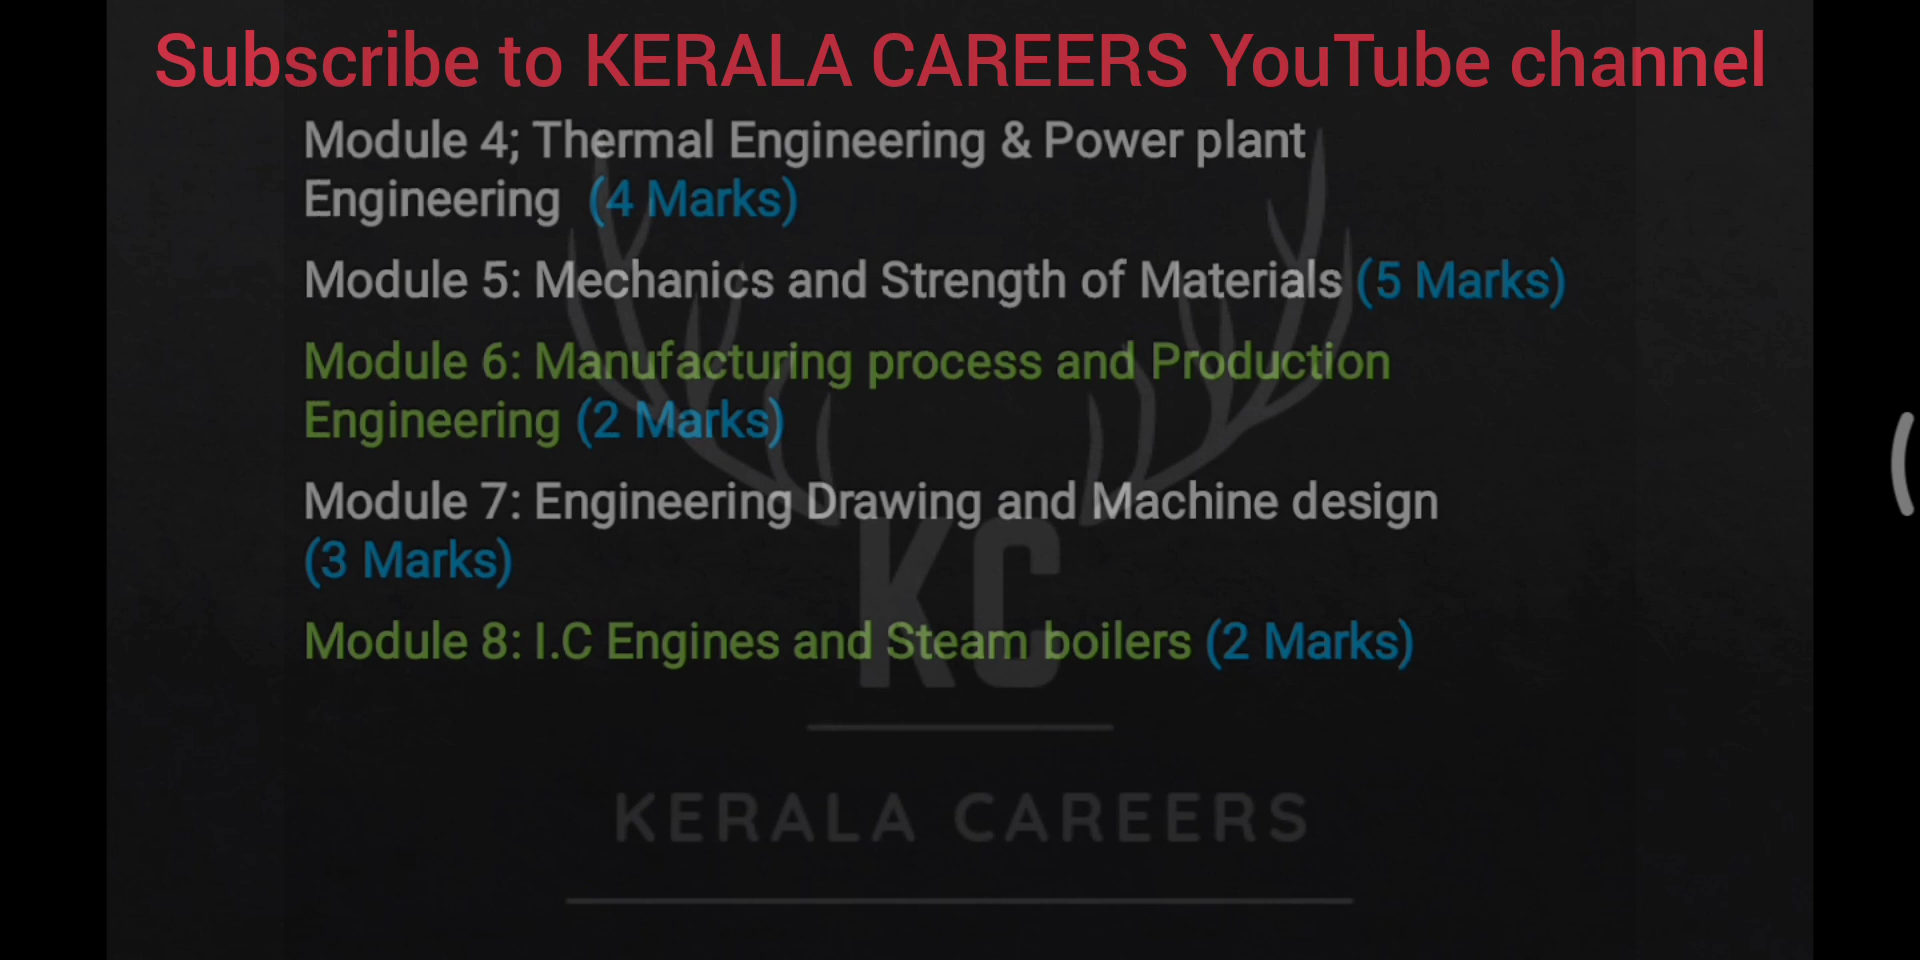 Subscribe to KERALA CAREERS YouTube channel
Module 4; Thermal Engineering & Power plant
Engineering (4 Marks)
Module 5: Mechanics and Strength of Materials (5 Marks)
Module 6: Manufacturing process and Production
Engineering (2 Marks)
Module 7: Engineering Drawing and Machine design
(3 Marks)
Module 8: I.C Engines and Steam boilers (2 Marks)
KC
KERALA CAREERS